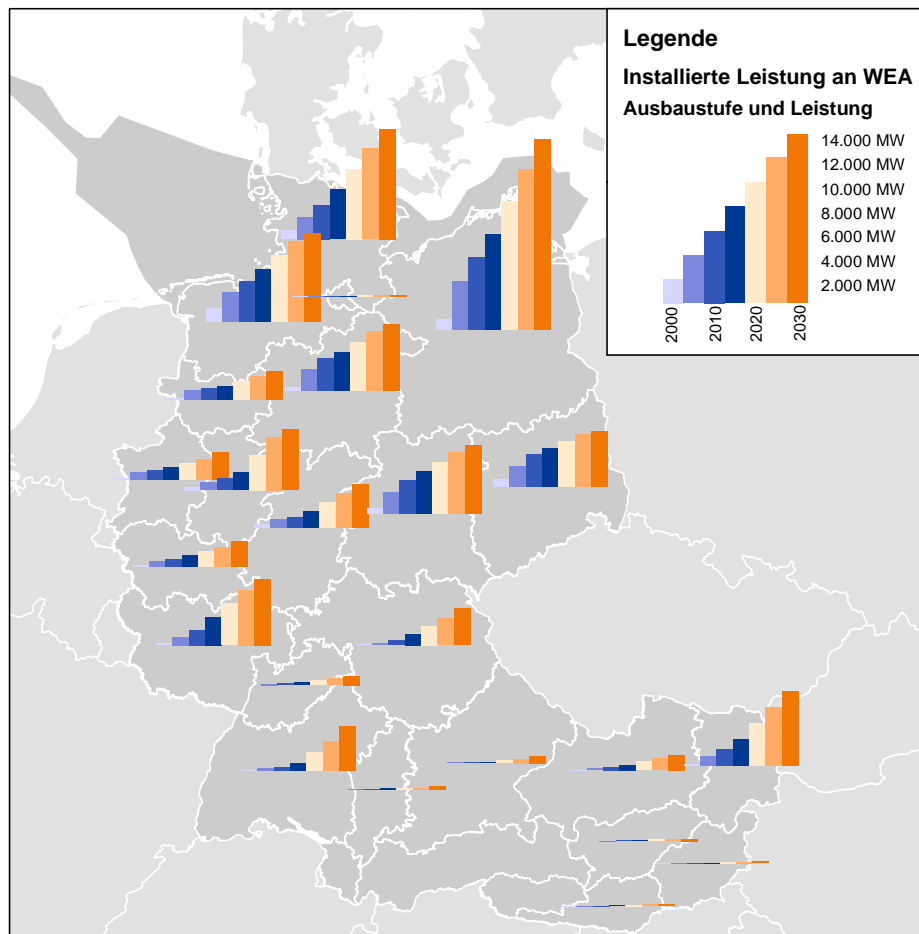 Legende
Installierte Leistung an WEA
Ausbaustufe und Leistung
14.000 MW
12.000 MW
10.000 MW
8.000 MW
6.000 MW
4.000 MW
2.000 MW
2000
2010
2020
2030